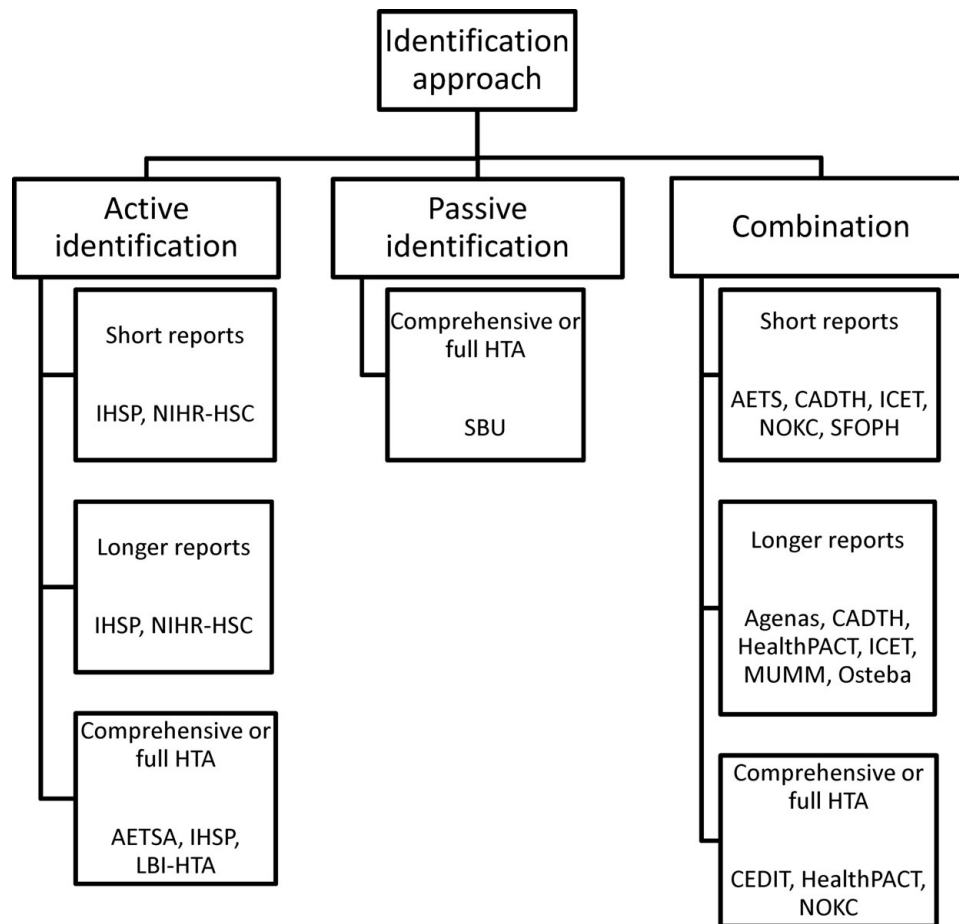 Identification
approach
Active
identification
Short reports
IHSP, NIHR-HSC
Longer reports
IHSP, NIHR-HSC
Comprehensive or
full HTA
AETSA, IHSP,
LBI-HTA
Passive
identification
Comprehensive or
full HTA
SBU
Combination
Short reports
AETS, CADTH, ICET,
NOKC, SFOPH
Longer reports
Agenas, CADTH,
HealthPACT, ICET,
MUMM, Osteba
Comprehensive or
full HTA
CEDIT, HealthPACT,
NOKC